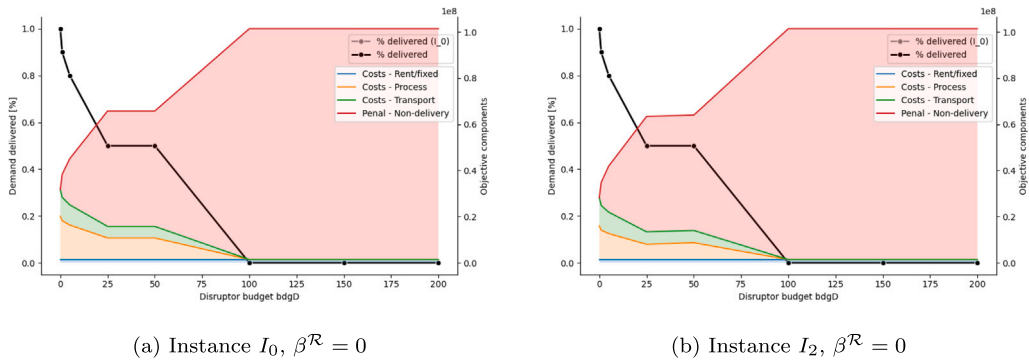 1e8
% delivered (I_0)
% delivered
Costs - Rent/fixed
Costs - Process
Costs - Transport
Penal - Non-delivery
Demand delivered [%]
1.0
0.8
0.6
0.4
0.2
0.0
Objective components
1.0
0.8
0.6
0.4
0.2
0.0
0 25 50 75 100 125 150 175 200
Disruptor budget bdgD
(a) Instance I₀, β^ℛ = 0
1e8
% delivered (I_0)
% delivered
Costs - Rent/fixed
Costs - Process
Costs - Transport
Penal - Non-delivery
Demand delivered [%]
1.0
0.8
0.6
0.4
0.2
0.0
Objective components
1.0
0.8
0.6
0.4
0.2
0.0
0 25 50 75 100 125 150 175 200
Disruptor budget bdgD
(b) Instance I₂, β^ℛ = 0